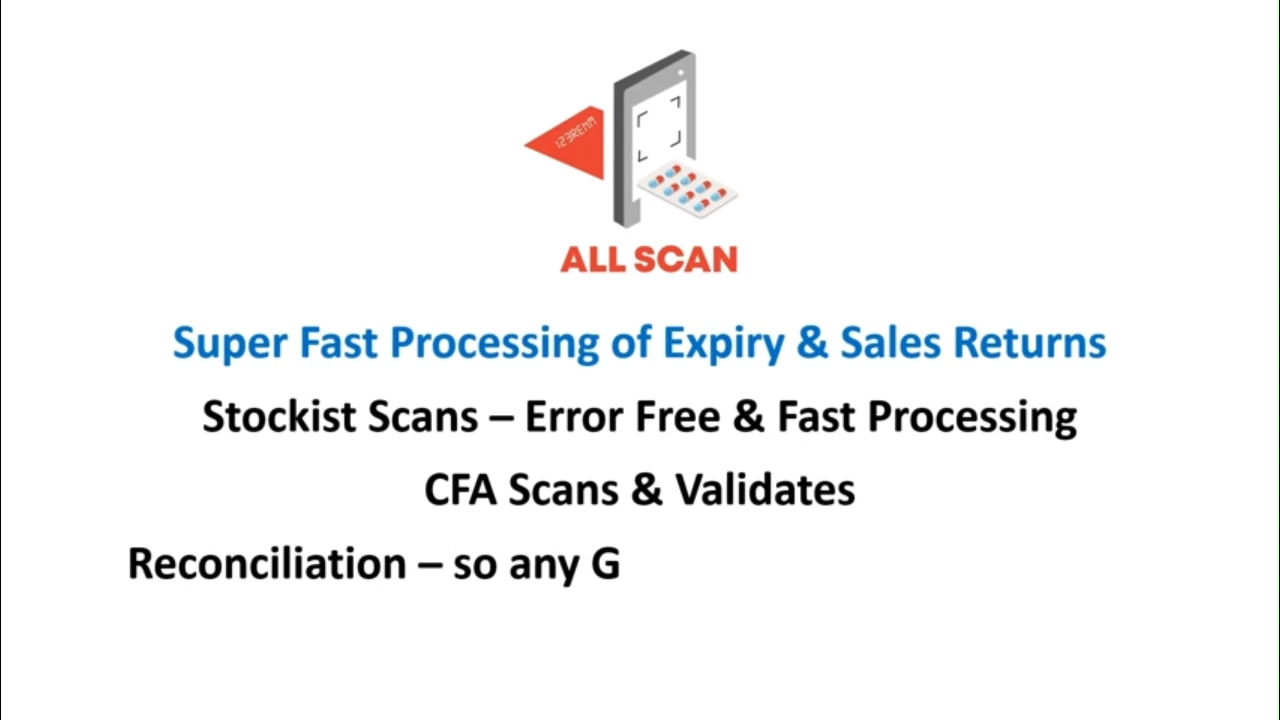 123REMM
ALL SCAN
Super Fast Processing of Expiry & Sales Returns
Stockist Scans – Error Free & Fast Processing
CFA Scans & Validates
Reconciliation – so any G